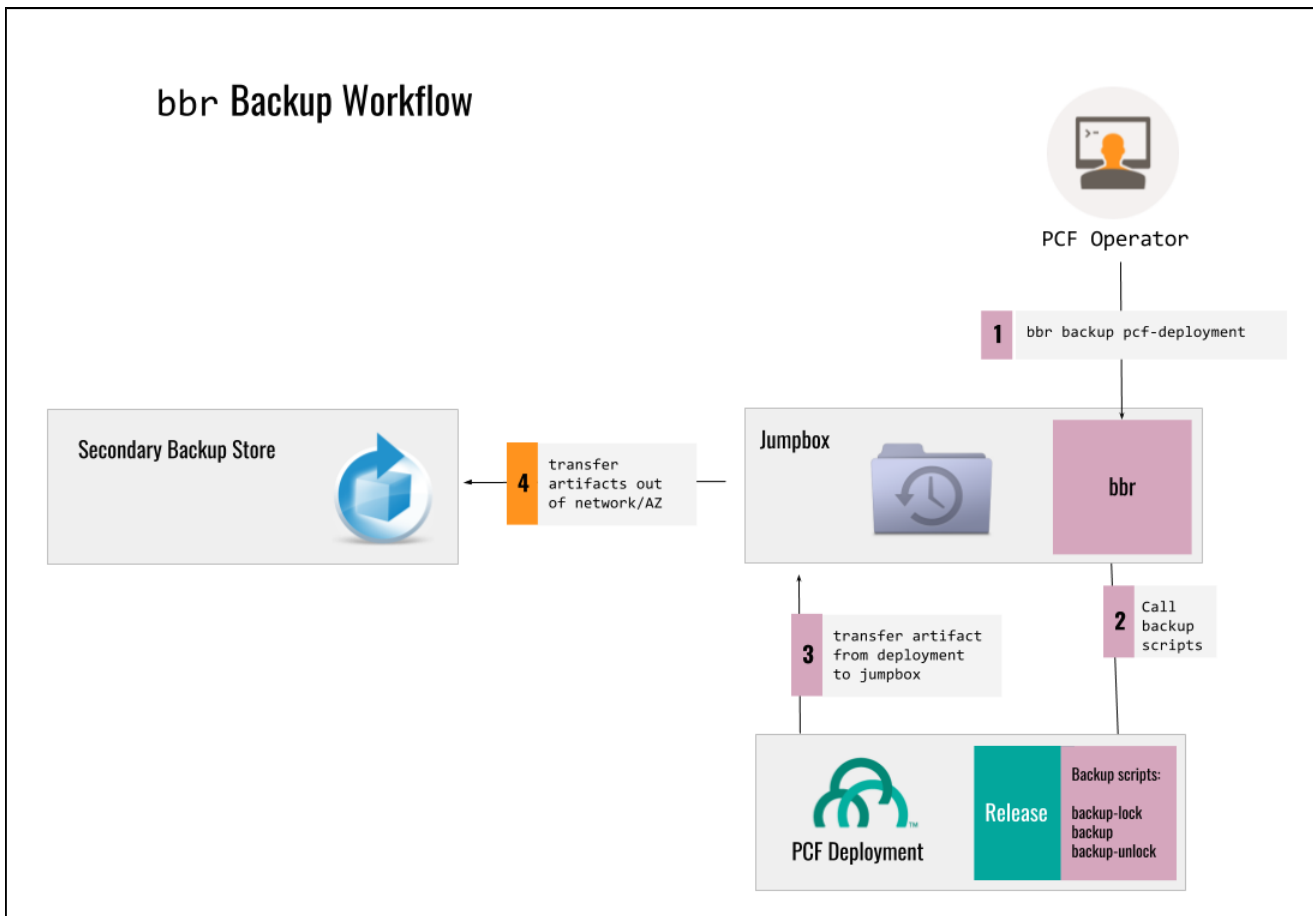 bbr Backup Workflow
>-
PCF Operator
1
bbr backup pcf-deployment
Secondary Backup Store
4
transfer
artifacts out
of network/AZ
Jumpbox
bbr
3
transfer artifact
from deployment
to jumpbox
2
Call
backup
scripts
TM
PCF Deployment
Release
Backup scripts:
backup-lock
backup
backup-unlock